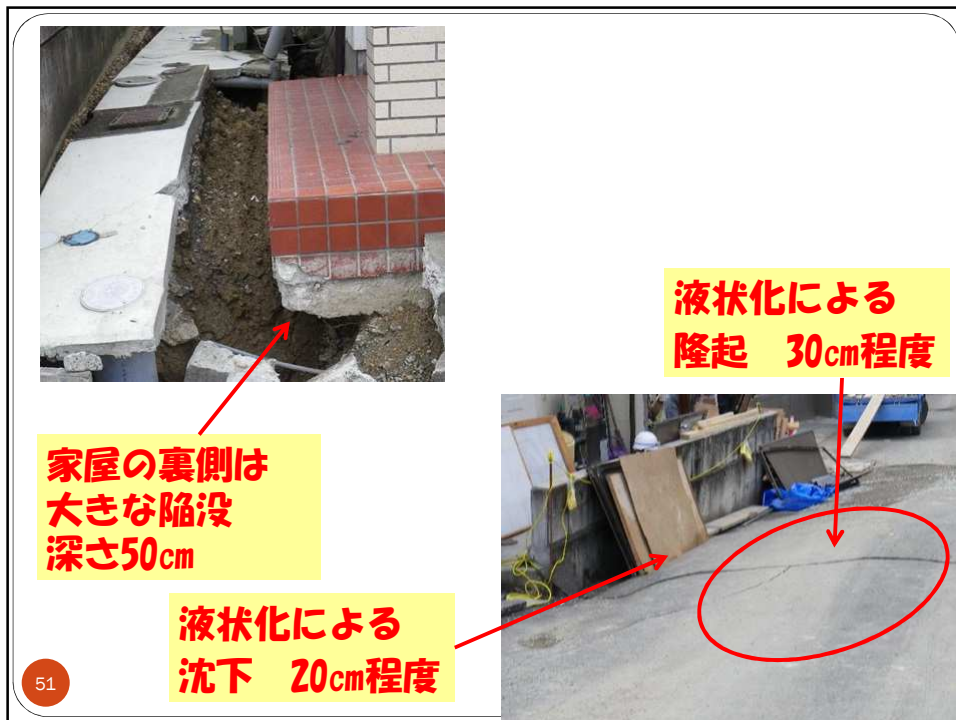 家屋の裏側は
大きな陥没
深さ50cm
液状化による
隆起　30cm程度
液状化による
沈下　20cm程度
51